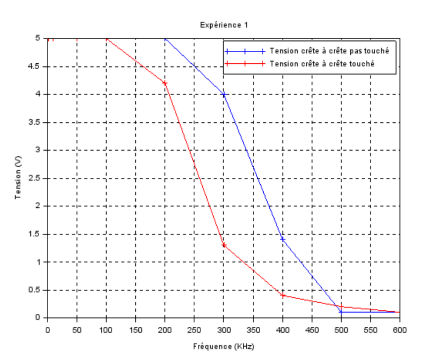 Expérience 1
Tension crête à crête pas touché
Tension crête à crête touché
Tension (V)
5
4.5
4
3.5
3
2.5
2
1.5
1
0.5
0
0 50 100 150 200 250 300 350 400 450 500 550 600
Fréquence (KHz)